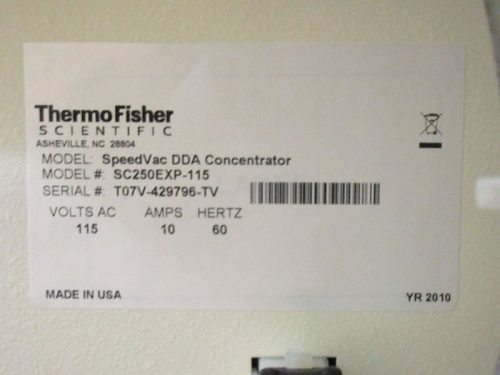 ThermoFisher
SCIENTIFIC
ASHEVILLE, NC 28804
MODEL: SpeedVac DDA Concentrator
MODEL #: SC250EXP-115
SERIAL #: T07V-429796-TV
VOLTS AC AMPS HERTZ
115 10 60
MADE IN USA YR 2010